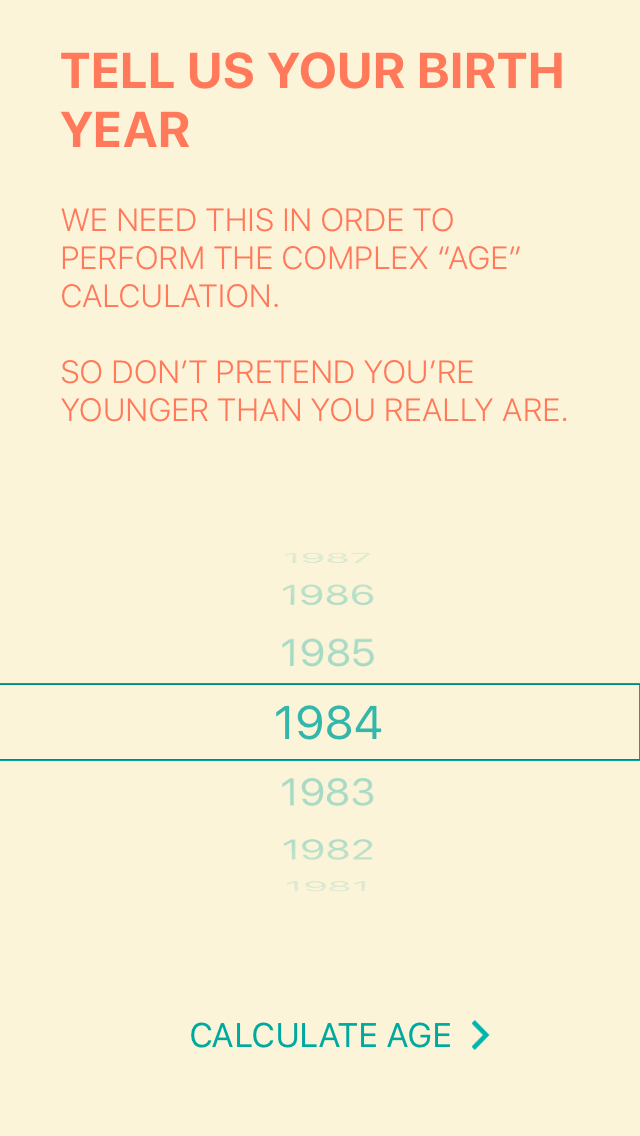 TELL US YOUR BIRTH
YEAR
WE NEED THIS IN ORDE TO
PERFORM THE COMPLEX “AGE”
CALCULATION.
SO DON’T PRETEND YOU’RE
YOUNGER THAN YOU REALLY ARE.
1987
1986
1985
1984
1983
1982
1981
CALCULATE AGE